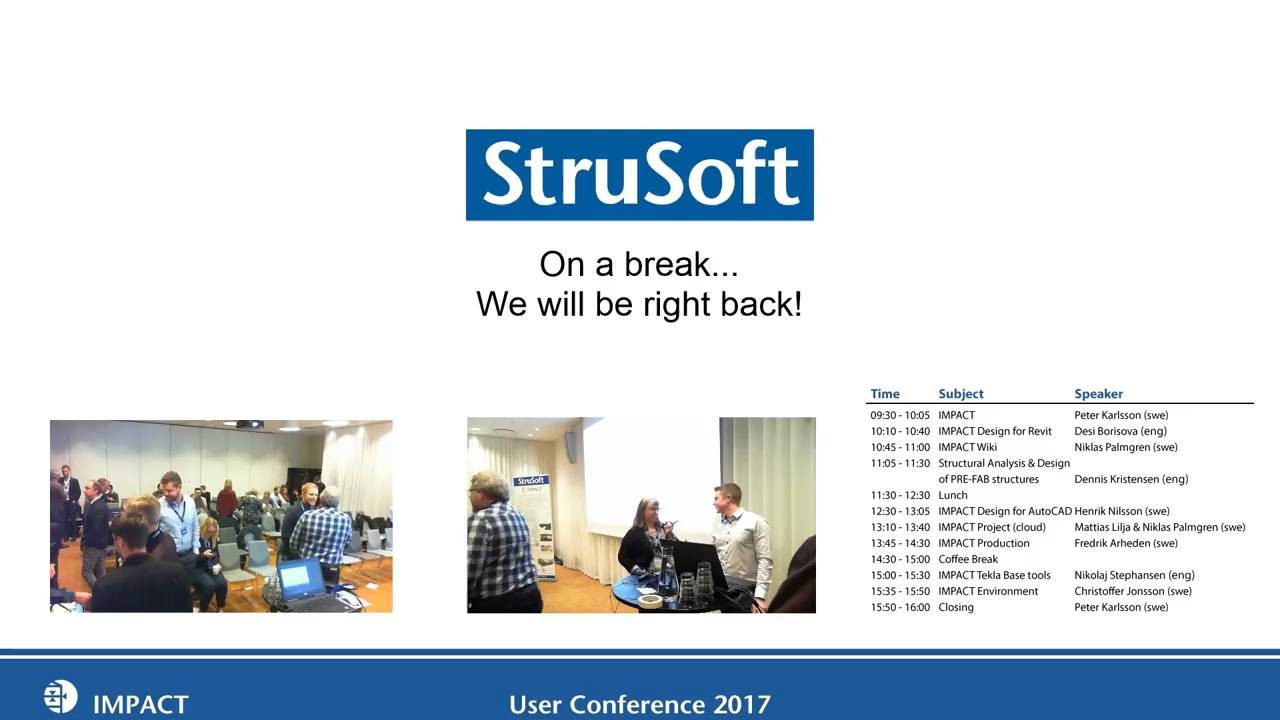 StruSoft
On a break...
We will be right back!
Time Subject Speaker
09:30 - 10:05 IMPACT Peter Karlsson (swe)
10:10 - 10:40 IMPACT Design for Revit Desi Borisova (eng)
10:45 - 11:00 IMPACT Wiki Niklas Palmgren (swe)
11:05 - 11:30 Structural Analysis & Design
of PRE-FAB structures Dennis Kristensen (eng)
11:30 - 12:30 Lunch
12:30 - 13:05 IMPACT Design for AutoCAD Henrik Nilsson (swe)
13:10 - 13:40 IMPACT Project (cloud) Mattias Lilja & Niklas Palmgren (swe)
13:45 - 14:30 IMPACT Production Fredrik Arheden (swe)
14:30 - 15:00 Coffee Break
15:00 - 15:30 IMPACT Tekla Base tools Nikolaj Stephansen (eng)
15:35 - 15:50 IMPACT Environment Christoffer Jonsson (swe)
15:50 - 16:00 Closing Peter Karlsson (swe)
StruSoft
IMPACT
IMPACT
User Conference 2017